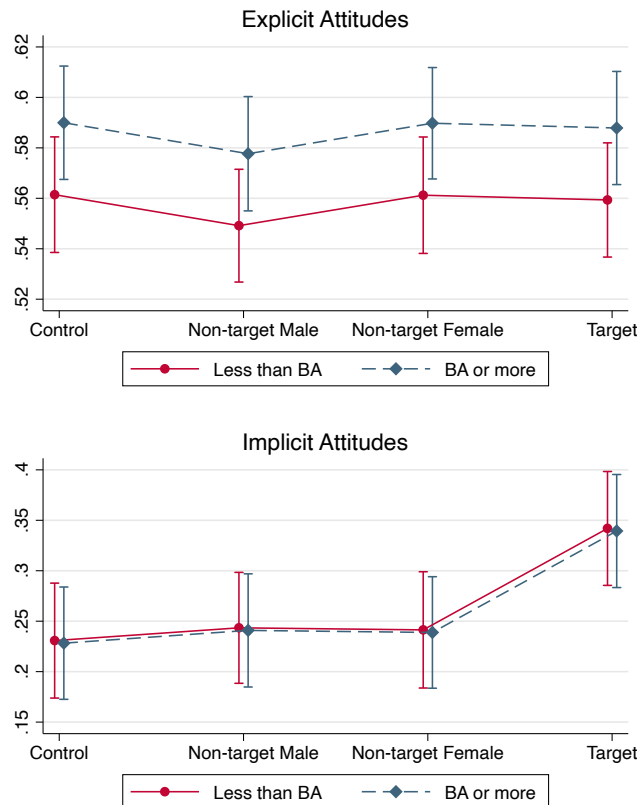 Explicit Attitudes
.62
.6
.58
.56
.54
.52
Control Non-target Male Non-target Female Target
Less than BA BA or more
Implicit Attitudes
.4
.35
.3
.25
.2
.15
Control Non-target Male Non-target Female Target
Less than BA BA or more